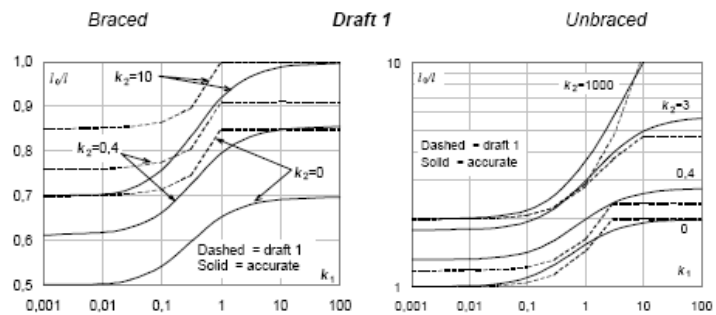 Braced Draft 1 Unbraced
1,0
0,9
0,8
0,7
0,6
0,5
l₀/l
k₂=10
k₂=0,4
k₂=0
Dashed = draft 1
Solid = accurate
k₁
0,001 0,01 0,1 1 10 100
10
1
l₀/l
k₂=1000
k₂=3
Dashed = draft 1
Solid = accurate
0,4
0
k₁
0,001 0,01 0,1 1 10 100